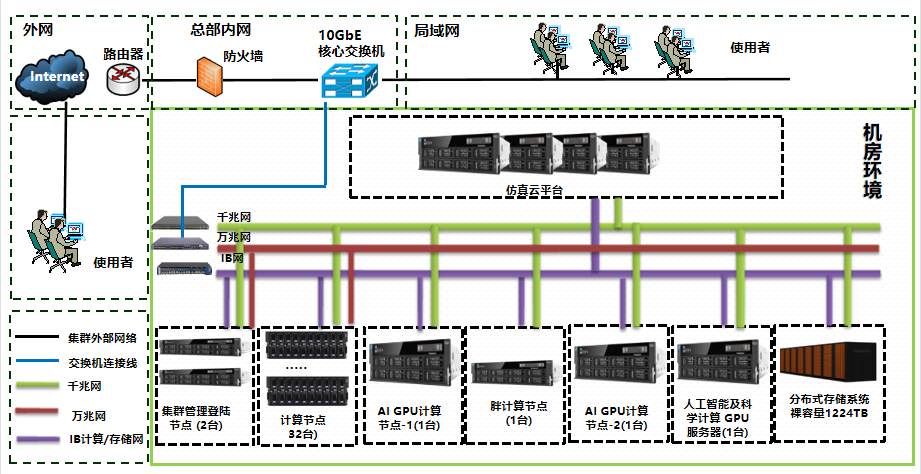 外网
总部内网
10GbE
核心交换机
局域网
路由器
防火墙
使用者
Internet
机房环境
仿真云平台
千兆网
万兆网
IB网
使用者
集群外部网络
交换机连接线
千兆网
万兆网
IB计算/存储网
集群管理登陆
节点 (2台)
.....
计算节点
32台)
AI GPU计算
节点-1(1台)
胖计算节点
(1台)
AI GPU计算
节点-2(1台)
人工智能及科
学计算 GPU
服务器(1台)
分布式存储系统
裸容量1224TB